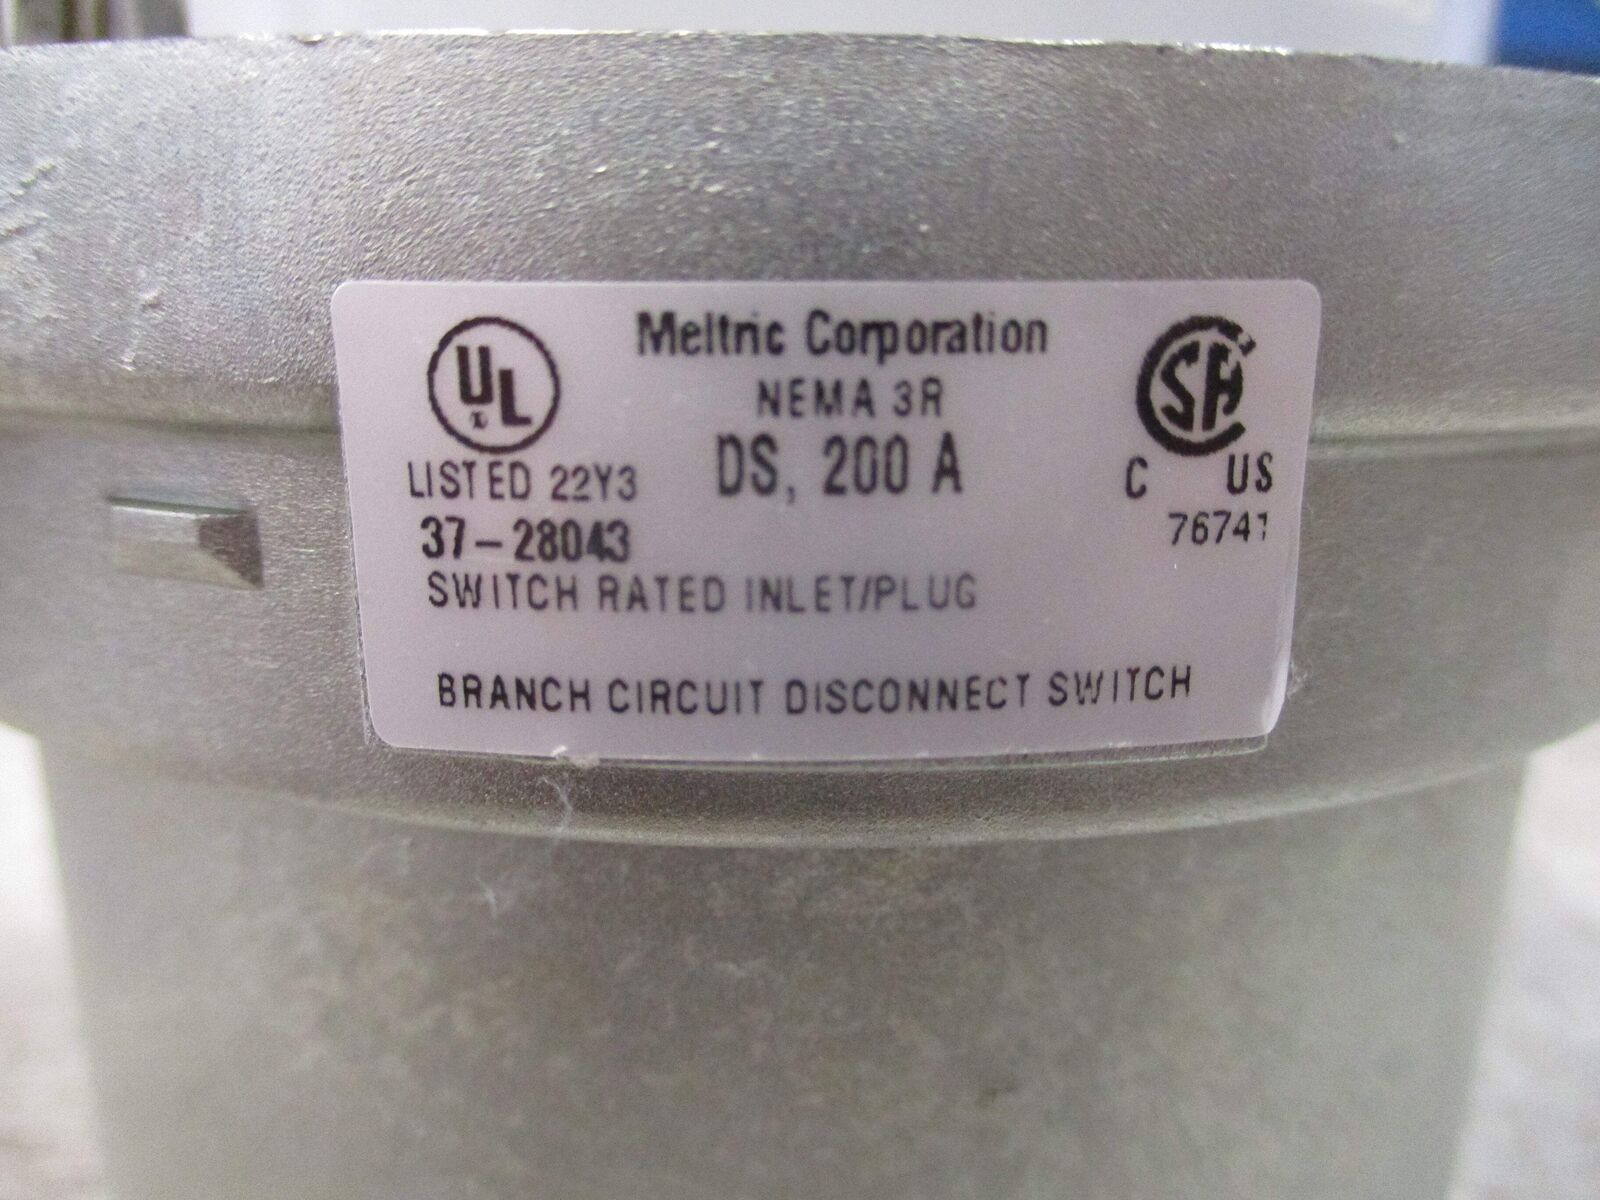 Meltric Corporation
NEMA 3R
DS, 200 A
UL
LISTED 22Y3
SA
C US
76741
37-28043
SWITCH RATED INLET/PLUG
BRANCH CIRCUIT DISCONNECT SWITCH